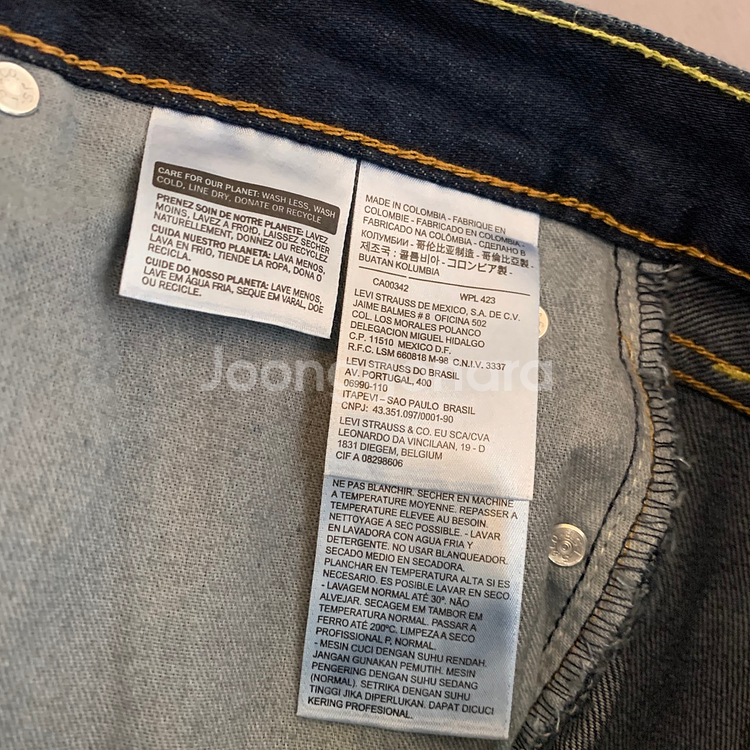 CARE FOR OUR PLANET: WASH LESS, WASH
COLD, LINE DRY, DONATE OR RECYCLE
PRENEZ SOIN DE NOTRE PLANETE: LAVEZ
MOINS, LAVEZ À FROID, LAISSEZ SECHER
NATURELLEMENT, DONNEZ OU RECYCLEZ
CUIDA NUESTRO PLANETA: LAVA MENOS,
LAVA EN FRIO, TIENDE LA ROPA, DONA O
RECICLA.
CUIDE DO NOSSO PLANETA: LAVE MENOS,
LAVE EM ÁGUA FRIA, SEQUE EM VARAL, DOE
OU RECICLE.
MADE IN COLOMBIA - FABRIQUE EN
COLOMBIE - FABRICADO EN COLOMBIA -
FABRICADO NA COLÔMBIA - СДЕЛАНО В
КОЛУМБИИ - 哥伦比亚制造 - 哥倫比亞製 -
제조국: 콜롬비아 - コロンビア製 -
BUATAN KOLUMBIA
CA00342 WPL 423
LEVI STRAUSS DE MEXICO, S.A. DE C.V.
JAIME BALMES # 8 OFICINA 502
COL. LOS MORALES POLANCO
DELEGACION MIGUEL HIDALGO
C.P. 11510 MEXICO D.F.
R.F.C. LSM 660818 M-98 C.N.I.V. 3337
LEVI STRAUSS DO BRASIL
AV. PORTUGAL, 400
06990-110
ITAPEVI - SAO PAULO BRASIL
CNPJ: 43.351.097/0001-90
LEVI STRAUSS & CO. EU SCA/CVA
LEONARDO DA VINCILAAN, 19 - D
1831 DIEGEM, BELGIUM
CIF A 08298606
NE PAS BLANCHIR. SECHER EN MACHINE
A TEMPERATURE MOYENNE. REPASSER A
TEMPERATURE ELEVEE AU BESOIN.
NETTOYAGE A SEC POSSIBLE. - LAVAR
EN LAVADORA CON AGUA FRIA Y
DETERGENTE. NO USAR BLANQUEADOR.
SECADO MEDIO EN SECADORA.
PLANCHAR EN TEMPERATURA ALTA SI ES
NECESARIO. ES POSIBLE LAVAR EN SECO.
- LAVAGEM NORMAL ATÉ 30ª. NÃO
ALVEJAR. SECAGEM EM TAMBOR EM
TEMPERATURA NORMAL. PASSAR A
FERRO ATÉ 200ºC. LIMPEZA A SECO
PROFISSIONAL P, NORMAL.
- MESIN CUCI DENGAN SUHU RENDAH.
JANGAN GUNAKAN PEMUTIH. MESIN
PENGERING DENGAN SUHU SEDANG
(NORMAL). SETRIKA DENGAN SUHU
TINGGI JIKA DIPERLUKAN. DAPAT DICUCI
KERING PROFESIONAL.